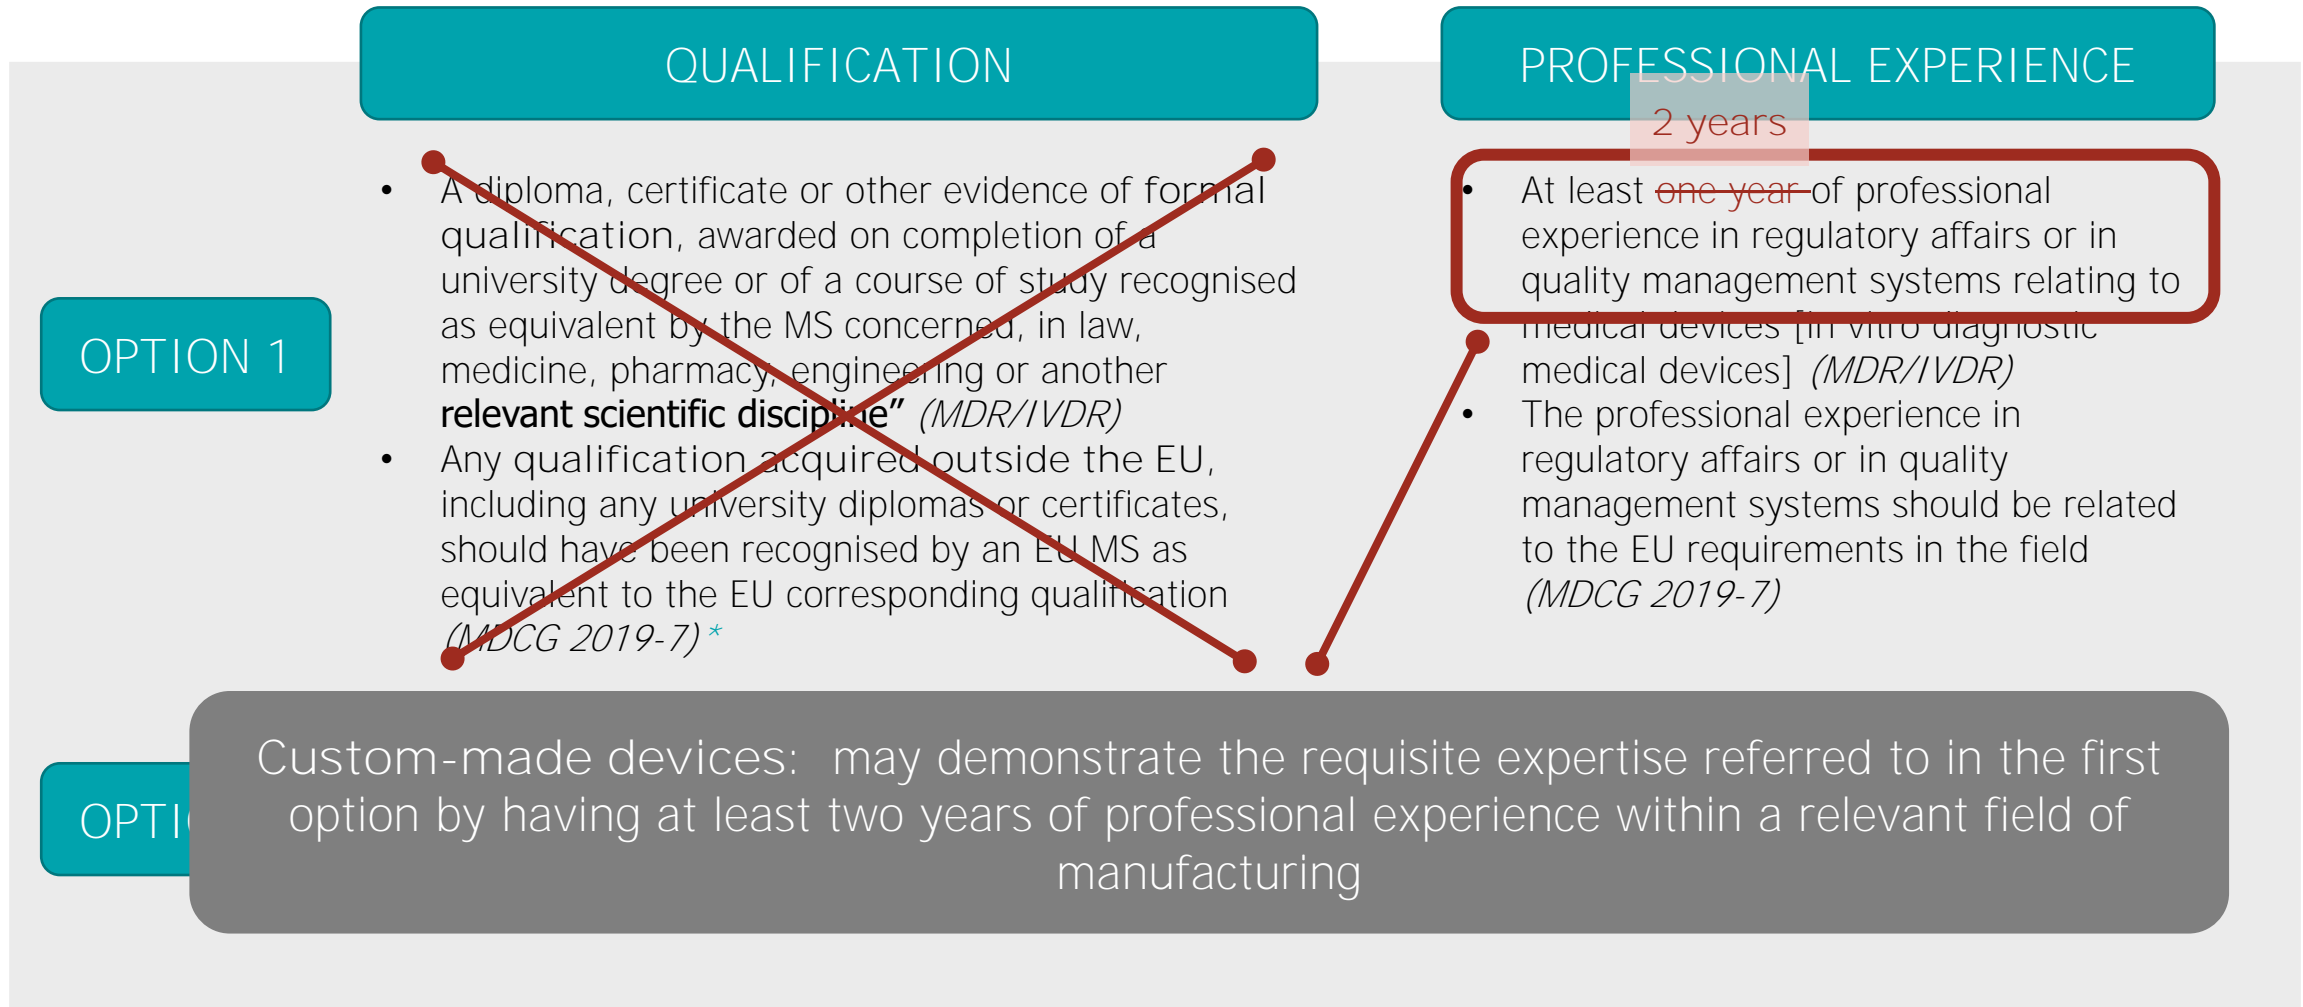 QUALIFICATION
PROFESSIONAL EXPERIENCE
2 years
OPTION 1
• A diploma, certificate or other evidence of formal
qualification, awarded on completion of a
university degree or of a course of study recognised
as equivalent by the MS concerned, in law,
medicine, pharmacy, engineering or another
relevant scientific discipline” (MDR/IVDR)
• Any qualification acquired outside the EU,
including any university diplomas or certificates,
should have been recognised by an EU MS as
equivalent to the EU corresponding qualification
(MDCG 2019-7)*
• At least one year of professional
experience in regulatory affairs or in
quality management systems relating to
medical devices [in vitro diagnostic
medical devices] (MDR/IVDR)
• The professional experience in
regulatory affairs or in quality
management systems should be related
to the EU requirements in the field
(MDCG 2019-7)
Custom-made devices: may demonstrate the requisite expertise referred to in the first
option by having at least two years of professional experience within a relevant field of
manufacturing